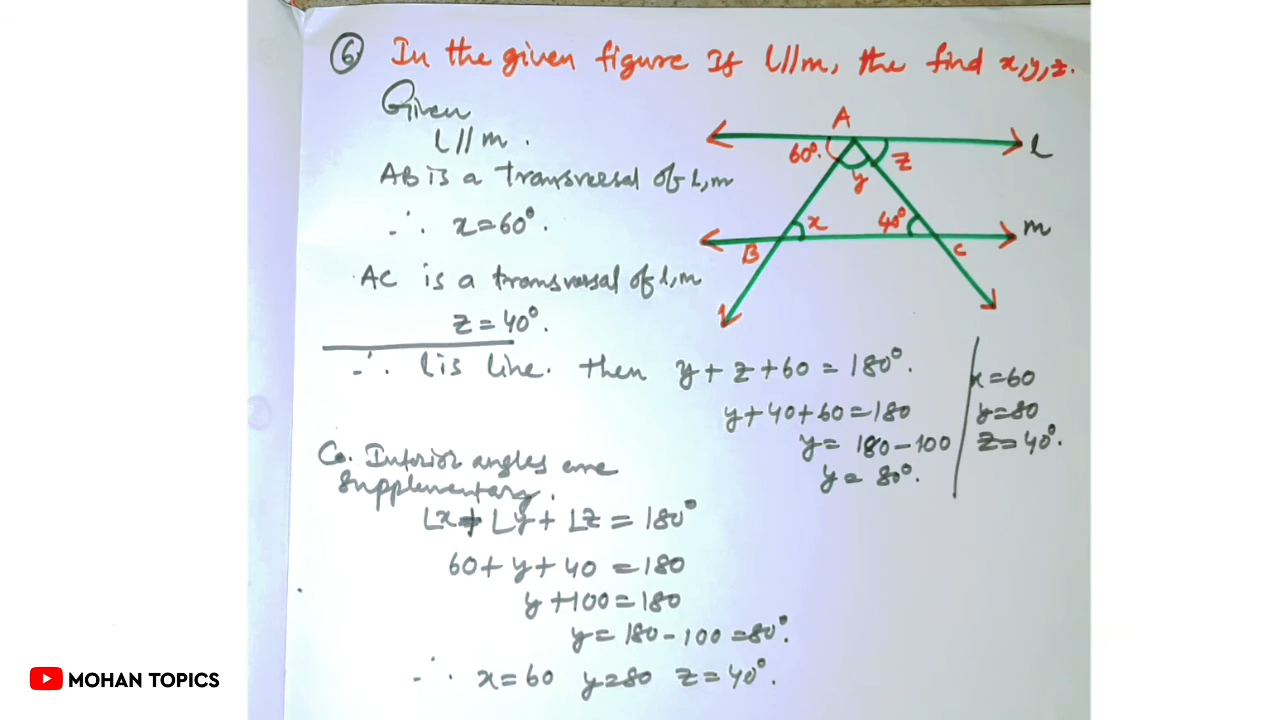 6 In the given figure If l//m, the find x,y,z.
Given
l//m.
AB is a transversal of l,m
∴ x=60°.
AC is a transversal of l,m
z=40°.
A
60°.
y
z
l
x
40°
m
B
C
∴ l is line. then y+z+60=180°.
y+40+60=180
y=180-100
y=80°.
x=60
y=80
z=40°.
Co. Interior angles are
supplementary.
∠x+∠y+∠z=180°
60+y+40=180
y+100=180
y=180-100=80°.
∴ x=60 y=80 z=40°.
MOHAN TOPICS